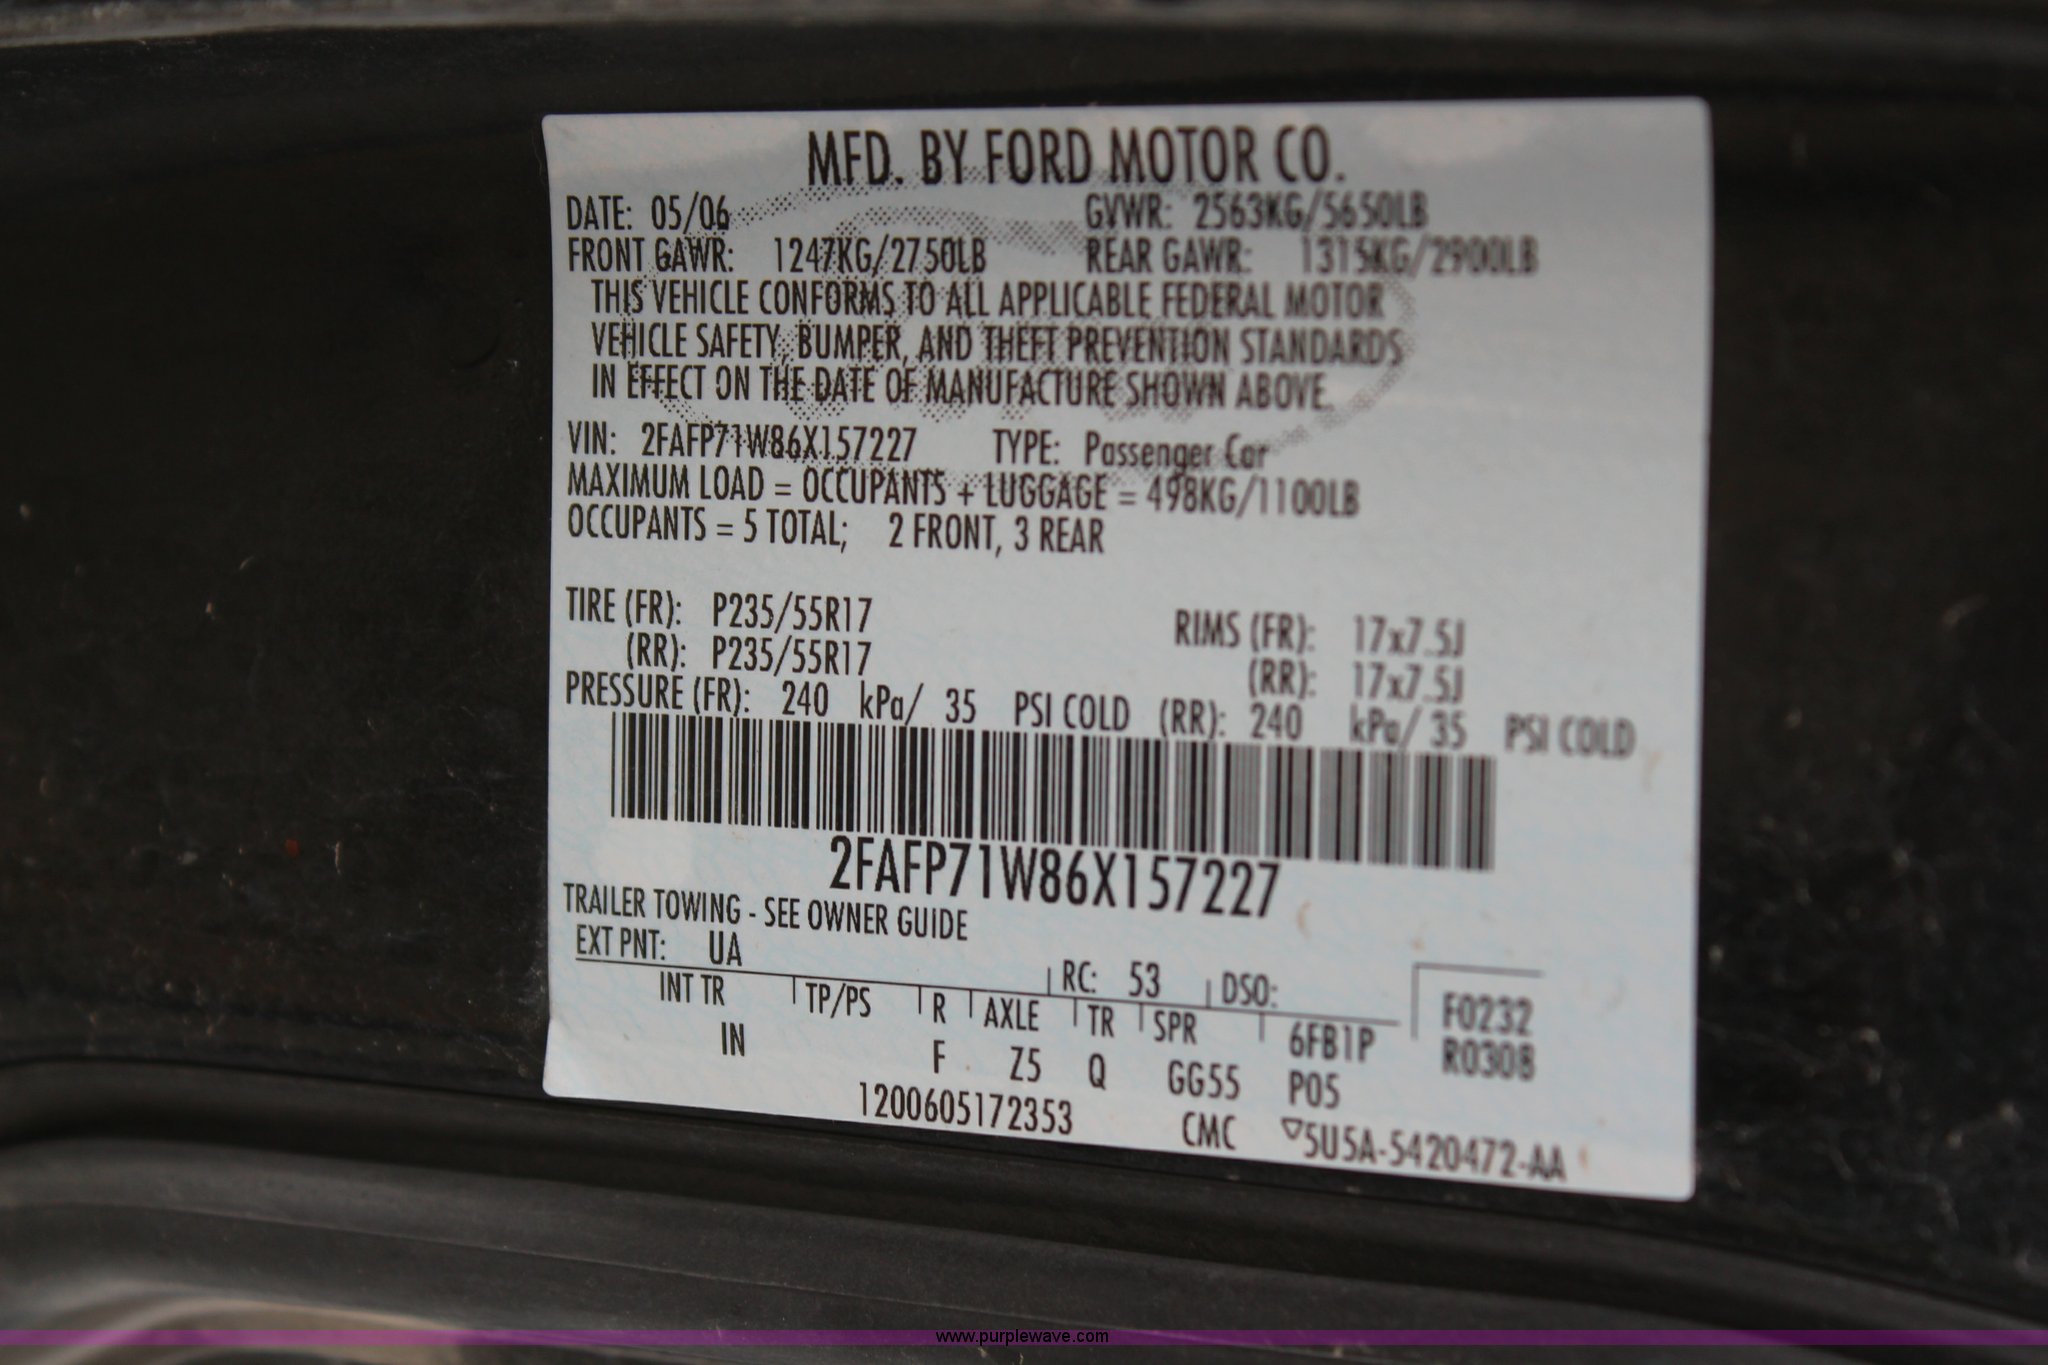 MFD. BY FORD MOTOR CO.
DATE: 05/06 GVWR: 2563KG/5650LB
FRONT GAWR: 1247KG/2750LB REAR GAWR: 1315KG/2900LB
THIS VEHICLE CONFORMS TO ALL APPLICABLE FEDERAL MOTOR
VEHICLE SAFETY, BUMPER, AND THEFT PREVENTION STANDARDS
IN EFFECT ON THE DATE OF MANUFACTURE SHOWN ABOVE.
VIN: 2FAFP71W86X157227 TYPE: Passenger Car
MAXIMUM LOAD = OCCUPANTS + LUGGAGE = 498KG/1100LB
OCCUPANTS = 5 TOTAL; 2 FRONT, 3 REAR
TIRE (FR): P235/55R17 RIMS (FR): 17x7.5J
(RR): P235/55R17 (RR): 17x7.5J
PRESSURE (FR): 240 kPa/ 35 PSI COLD (RR): 240 kPa/ 35 PSI COLD
2FAFP71W86X157227
TRAILER TOWING - SEE OWNER GUIDE
EXT PNT: UA RC: 53 DSO:
INT TR TP/PS R AXLE TR SPR 6FB1P F0232
IN F Z5 Q GG55 P05 R0308
1200605172353 CMC ▽5U5A-5420472-AA
www.purplewave.com